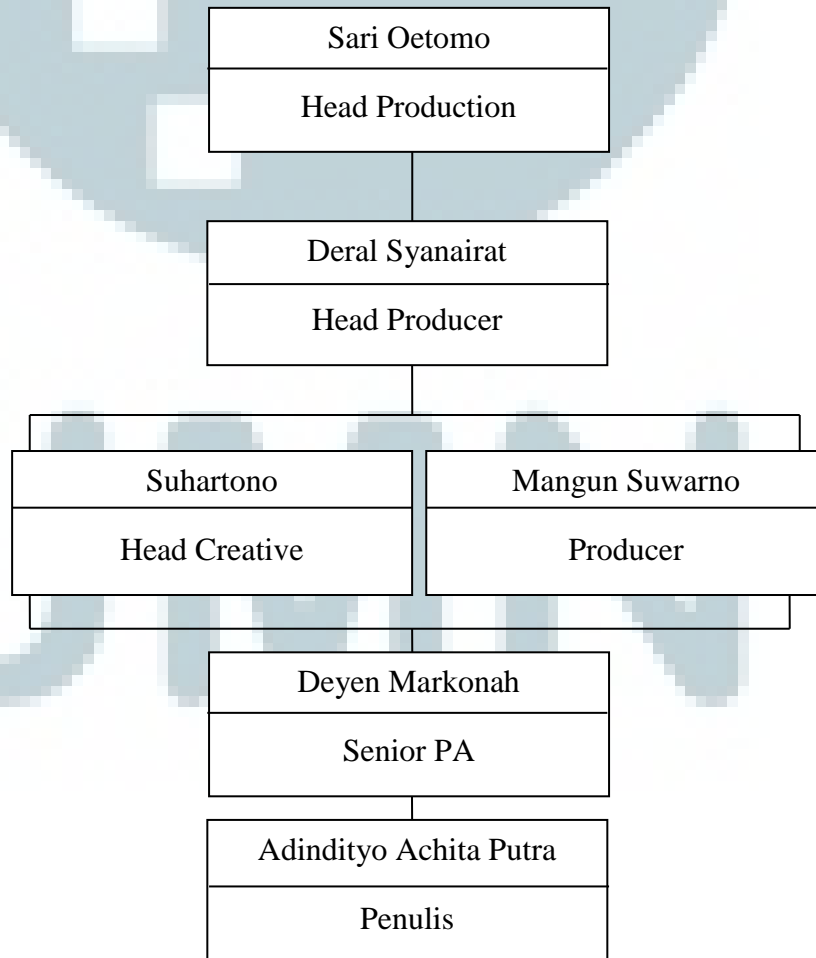 Sari Oetomo
Head Production
Deral Syanairat
Head Producer
Suhartono
Head Creative
Mangun Suwarno
Producer
Deyen Markonah
Senior PA
Adindityo Achita Putra
Penulis